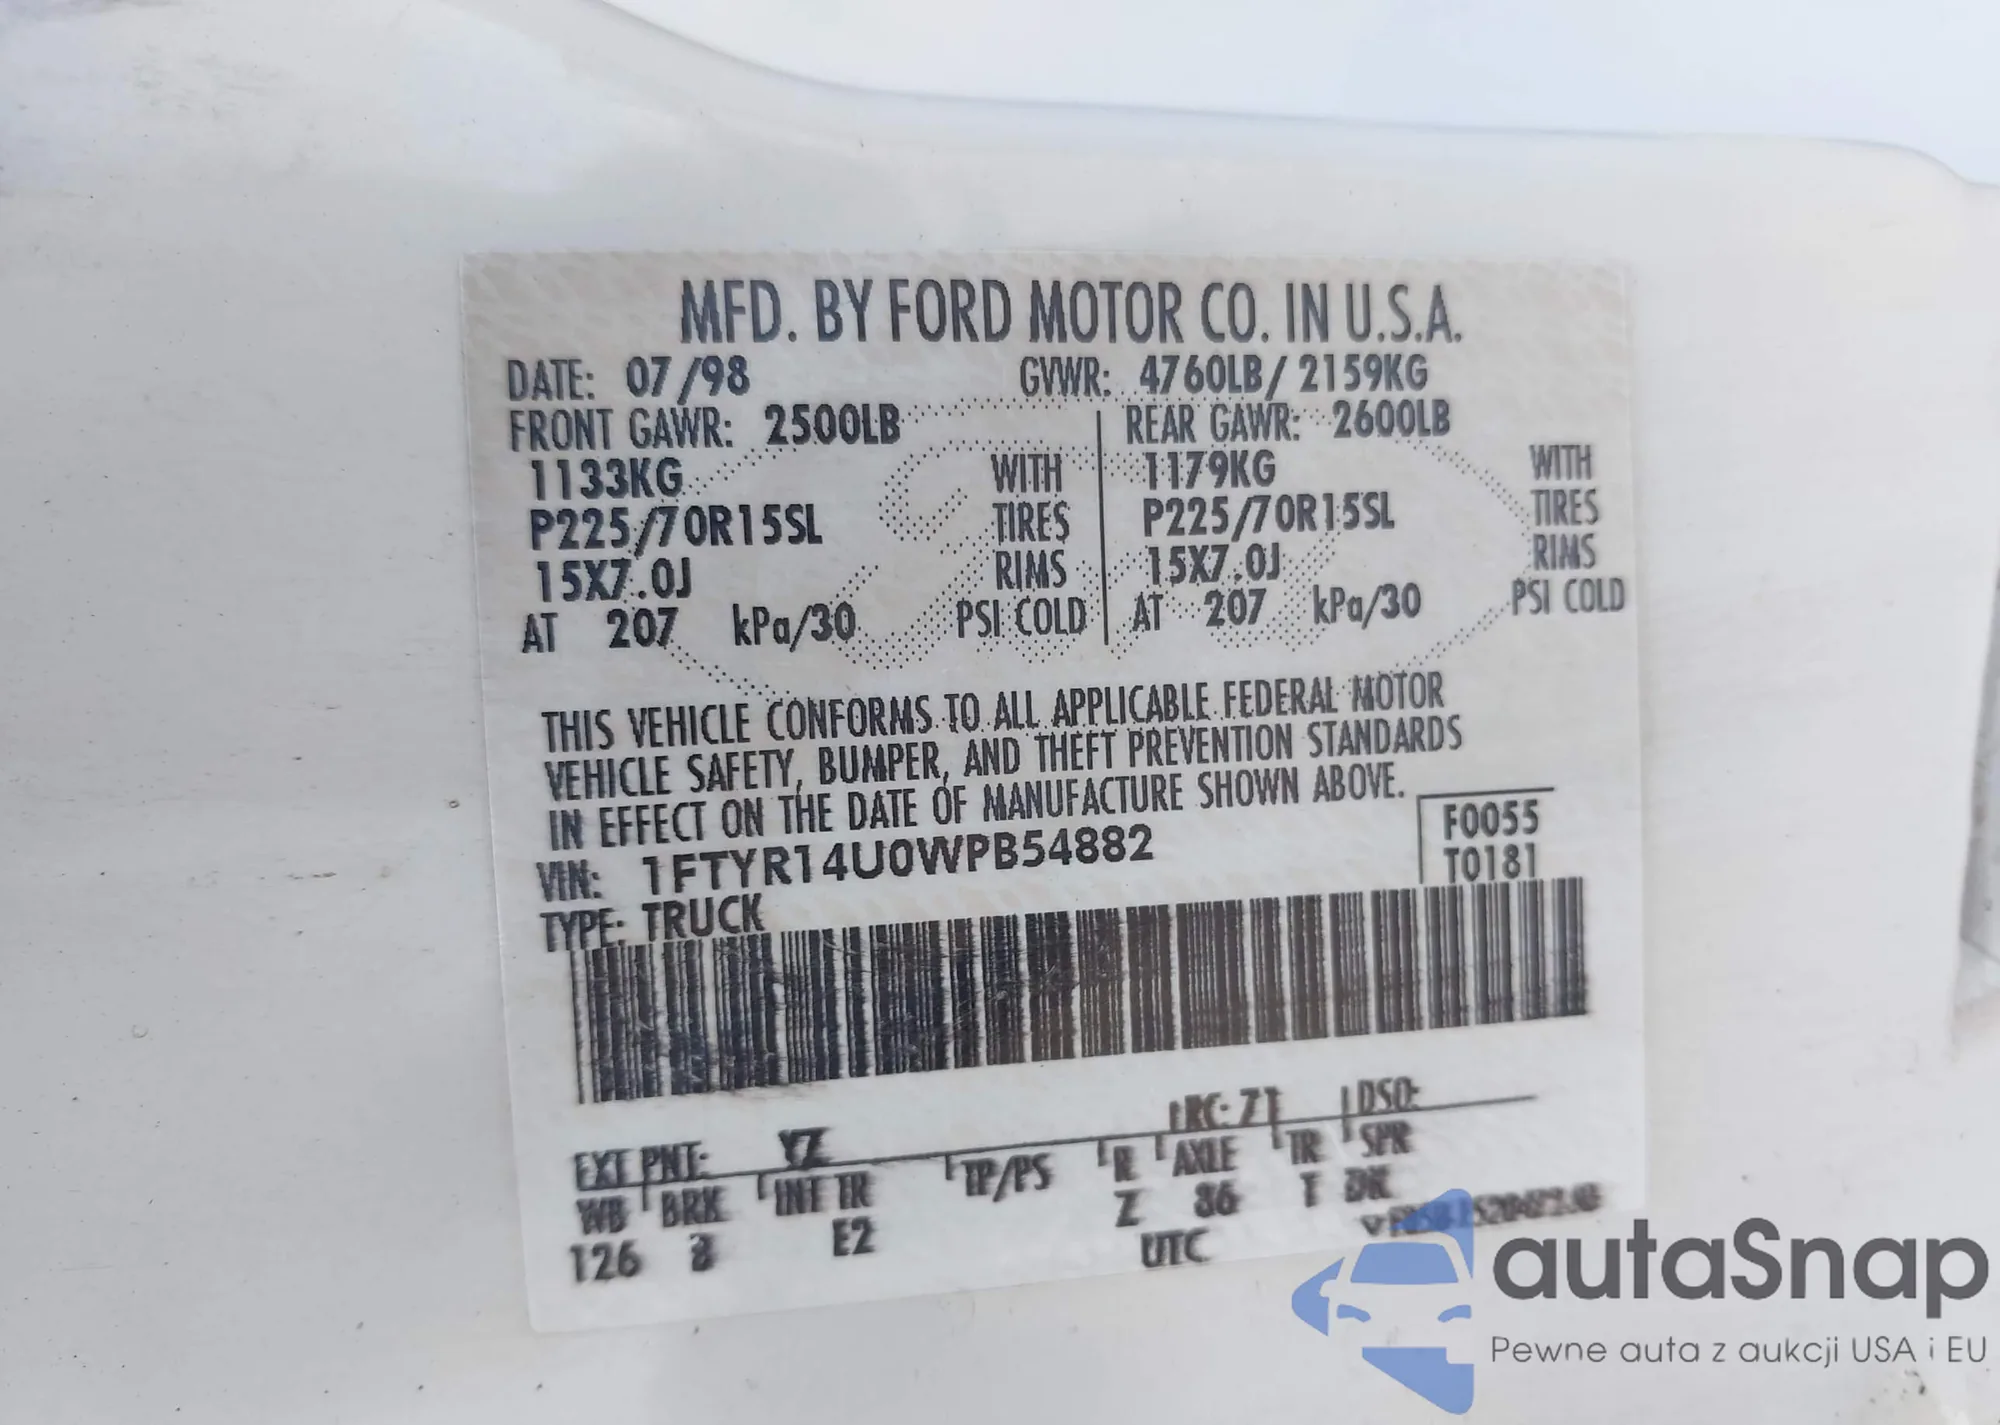 MFD. BY FORD MOTOR CO. IN U.S.A.
DATE: 07/98 GVWR: 4760LB/2159KG
FRONT GAWR: 2500LB REAR GAWR: 2600LB
1133KG WITH 1179KG WITH
P225/70R15SL TIRES P225/70R15SL TIRES
15X7.0J RIMS 15X7.0J RIMS
AT 207 kPa/30 PSI COLD AT 207 kPa/30 PSI COLD
THIS VEHICLE CONFORMS TO ALL APPLICABLE FEDERAL MOTOR
VEHICLE SAFETY, BUMPER, AND THEFT PREVENTION STANDARDS
IN EFFECT ON THE DATE OF MANUFACTURE SHOWN ABOVE.
VIN: 1FTYR14U0WPB54882
F0055
T0181
TYPE: TRUCK
EXT PNT: YZ RC: 71 DSO:
WB BRK INT TR TP/PS R AXLE TR SPR
126 8 E2 Z 86 T
UTC
autaSnap
Pewne auta z aukcji USA i EU